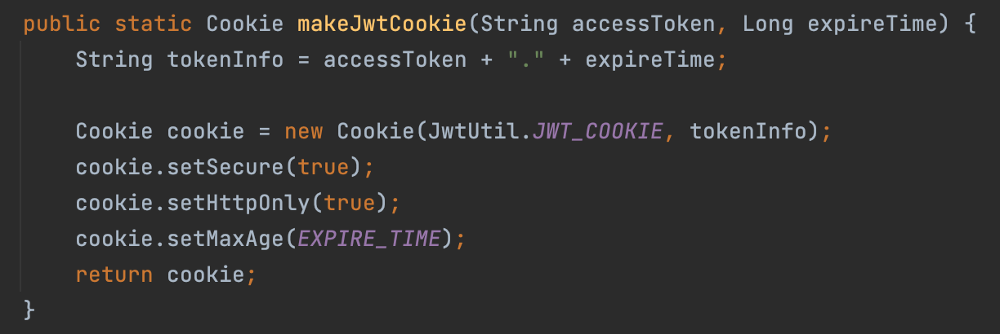 public static Cookie makeJwtCookie(String accessToken, Long expireTime) {
    String tokenInfo = accessToken + "." + expireTime;
    Cookie cookie = new Cookie(JwtUtil.JWT_COOKIE, tokenInfo);
    cookie.setSecure(true);
    cookie.setHttpOnly(true);
    cookie.setMaxAge(EXPIRE_TIME);
    return cookie;
}